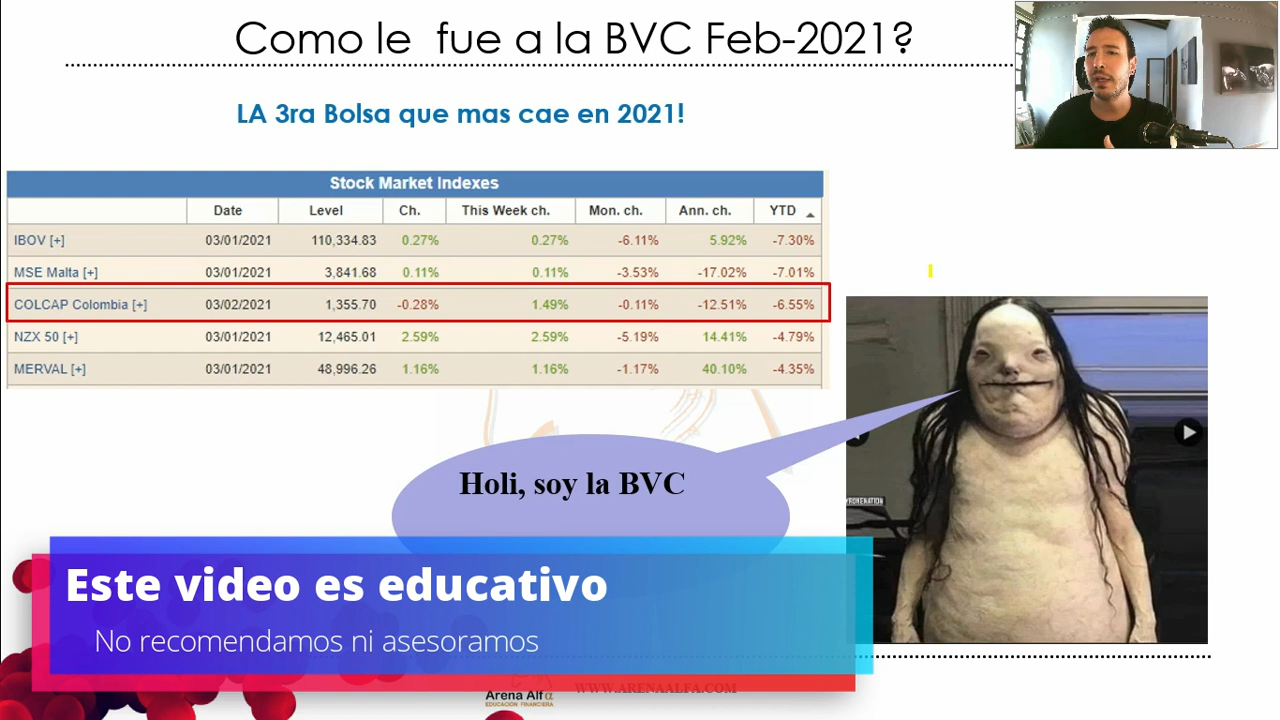 Como le fue a la BVC Feb-2021?
LA 3ra Bolsa que mas cae en 2021!
Stock Market Indexes
Date Level Ch. This Week ch. Mon. ch. Ann. ch. YTD
IBOV [+] 03/01/2021 110,334.83 0.27% 0.27% -6.11% 5.92% -7.30%
MSE Malta [+] 03/01/2021 3,841.68 0.11% 0.11% -3.53% -17.02% -7.01%
COLCAP Colombia [+] 03/02/2021 1,355.70 -0.28% 1.49% -0.11% -12.51% -6.55%
NZX 50 [+] 03/01/2021 12,465.01 2.59% 2.59% -5.19% 14.41% -4.79%
MERVAL [+] 03/01/2021 48,996.26 1.16% 1.16% -1.17% 40.10% -4.35%
Holi, soy la BVC
Este video es educativo
No recomendamos ni asesoramos
Arena Alfα
EDUCACIÓN FINANCIERA
WWW.ARENAALFA.COM